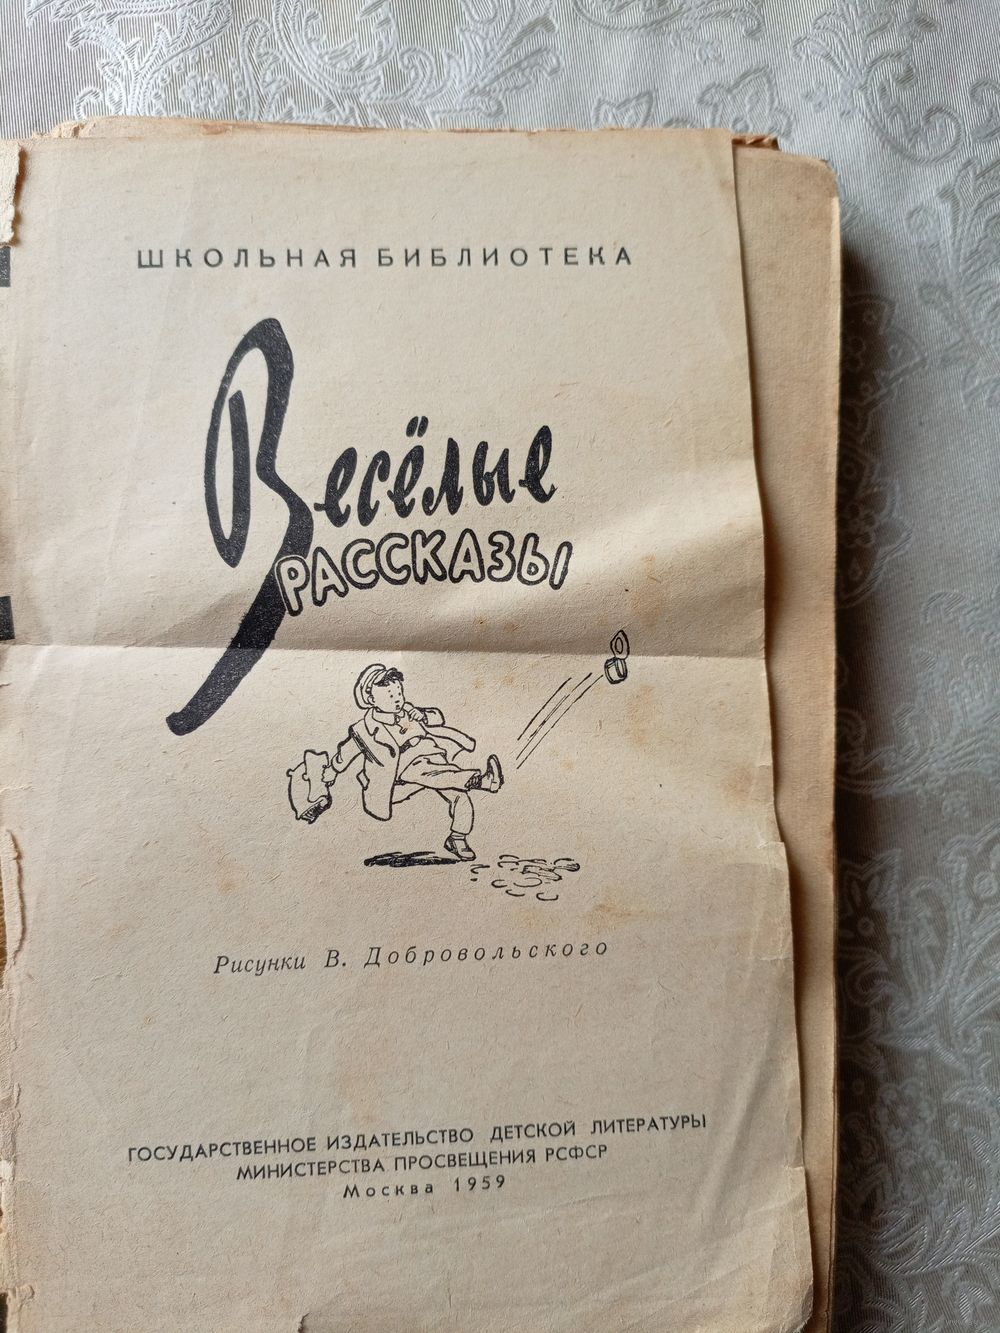 ШКОЛЬНАЯ БИБЛИОТЕКА
Весёлые
РАССКАЗЫ
Рисунки В. Добровольского
ГОСУДАРСТВЕННОЕ ИЗДАТЕЛЬСТВО ДЕТСКОЙ ЛИТЕРАТУРЫ
МИНИСТЕРСТВА ПРОСВЕЩЕНИЯ РСФСР
Москва 1959